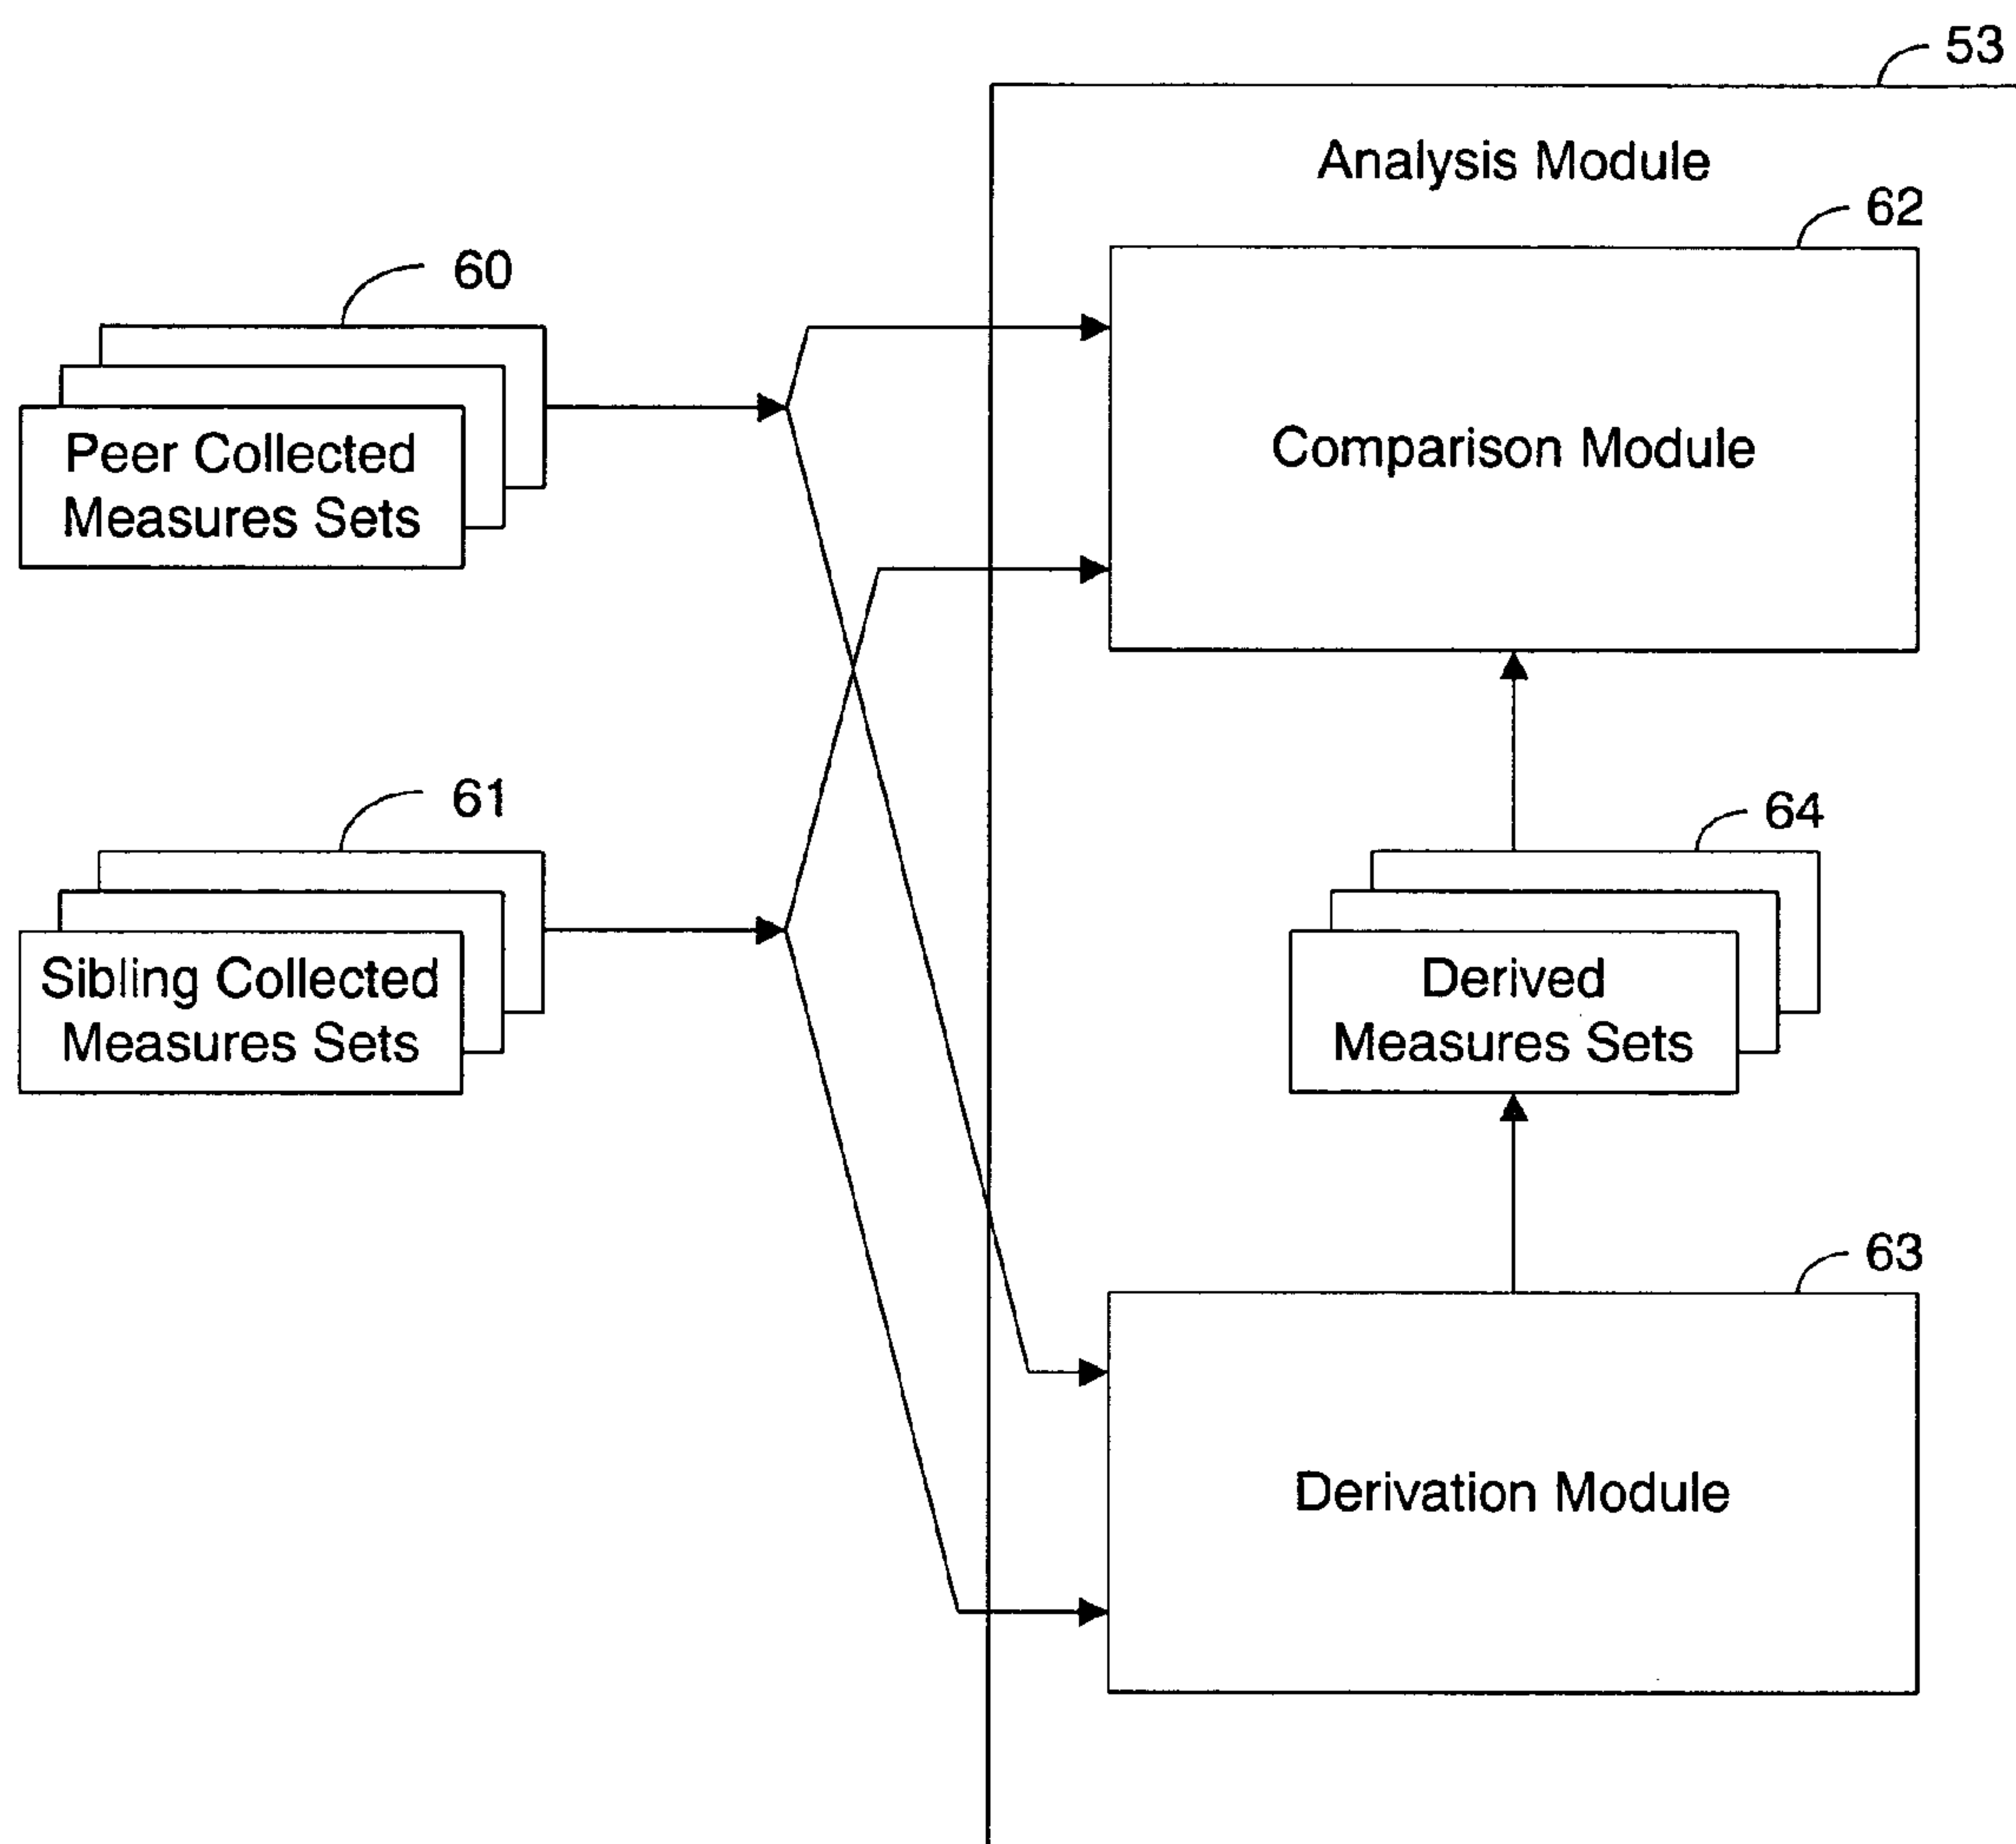 53
Analysis Module
62
60
Comparison Module
Peer Collected
Measures Sets
61
64
Sibling Collected
Measures Sets
Derived
Measures Sets
63
Derivation Module